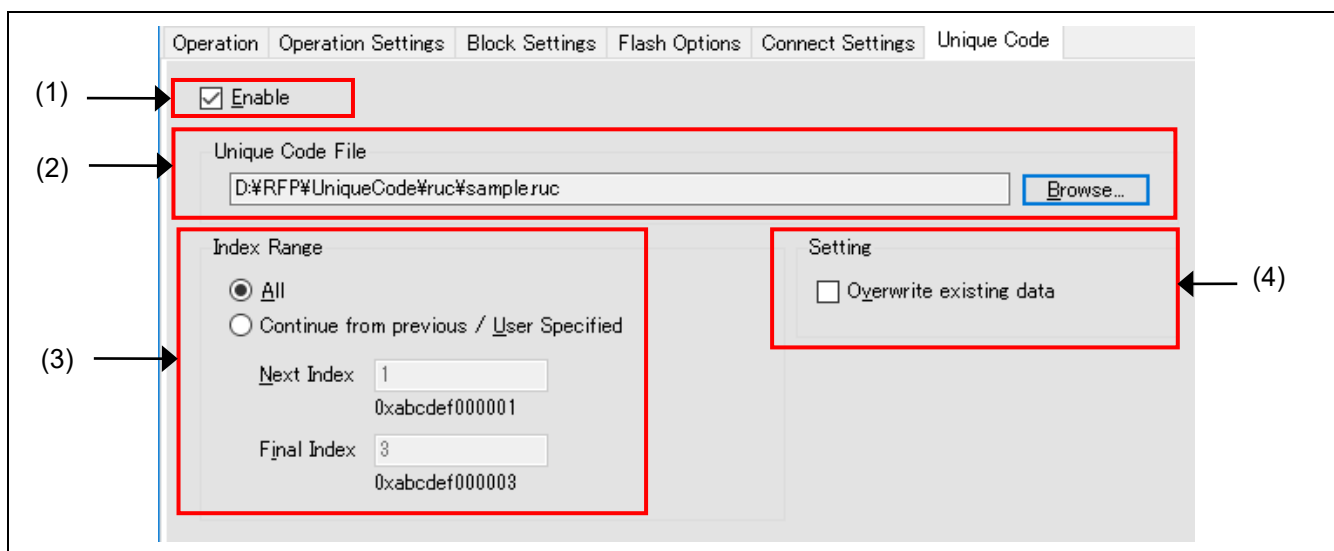 Operation Operation Settings Block Settings Flash Options Connect Settings Unique Code
(1) Enable
(2) Unique Code File
D:¥RFP¥UniqueCode¥ruc¥sample.ruc Browse...
Index Range Setting
All Overwrite existing data (4)
Continue from previous / User Specified
(3) Next Index 1
0xabcdef000001
Final Index 3
0xabcdef000003